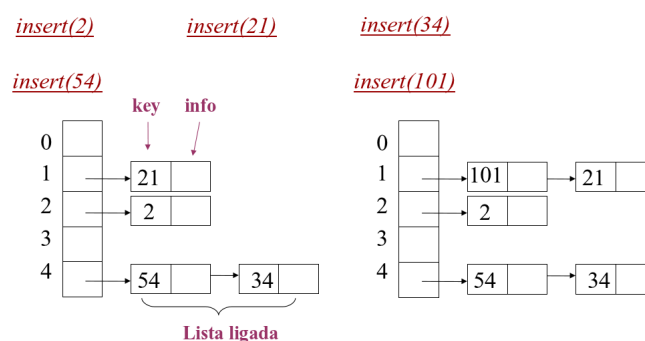 insert(2) insert(21) insert(34)
insert(54) insert(101)
key info
0 0
1 21 1 101 21
2 2 2 2
3 3
4 54 34 4 54 34
Lista ligada